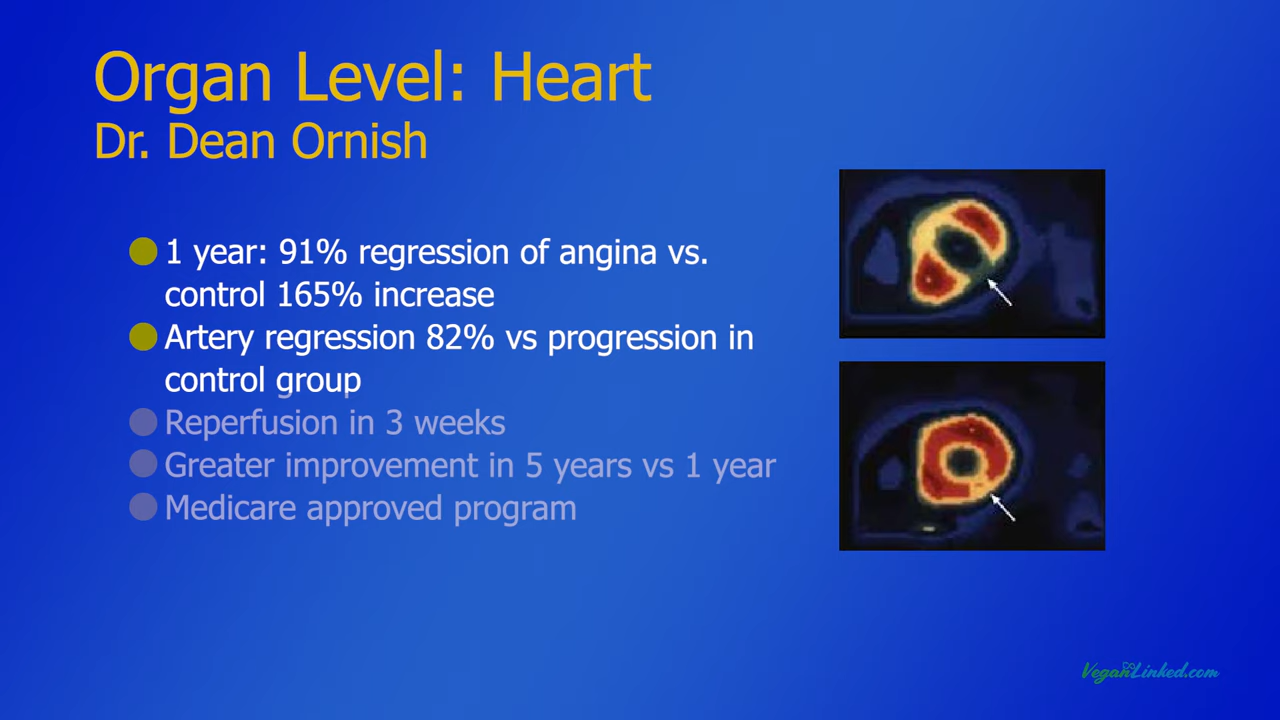 Organ Level: Heart
Dr. Dean Ornish
1 year: 91% regression of angina vs.
control 165% increase
Artery regression 82% vs progression in
control group
Reperfusion in 3 weeks
Greater improvement in 5 years vs 1 year
Medicare approved program
VeganLinked.com